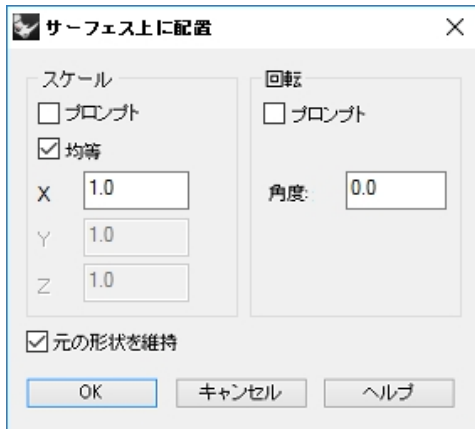 サーフェス上に配置
スケール
プロンプト
均等
X 1.0
Y 1.0
Z 1.0
回転
プロンプト
角度: 0.0
元の形状を維持
OK キャンセル ヘルプ